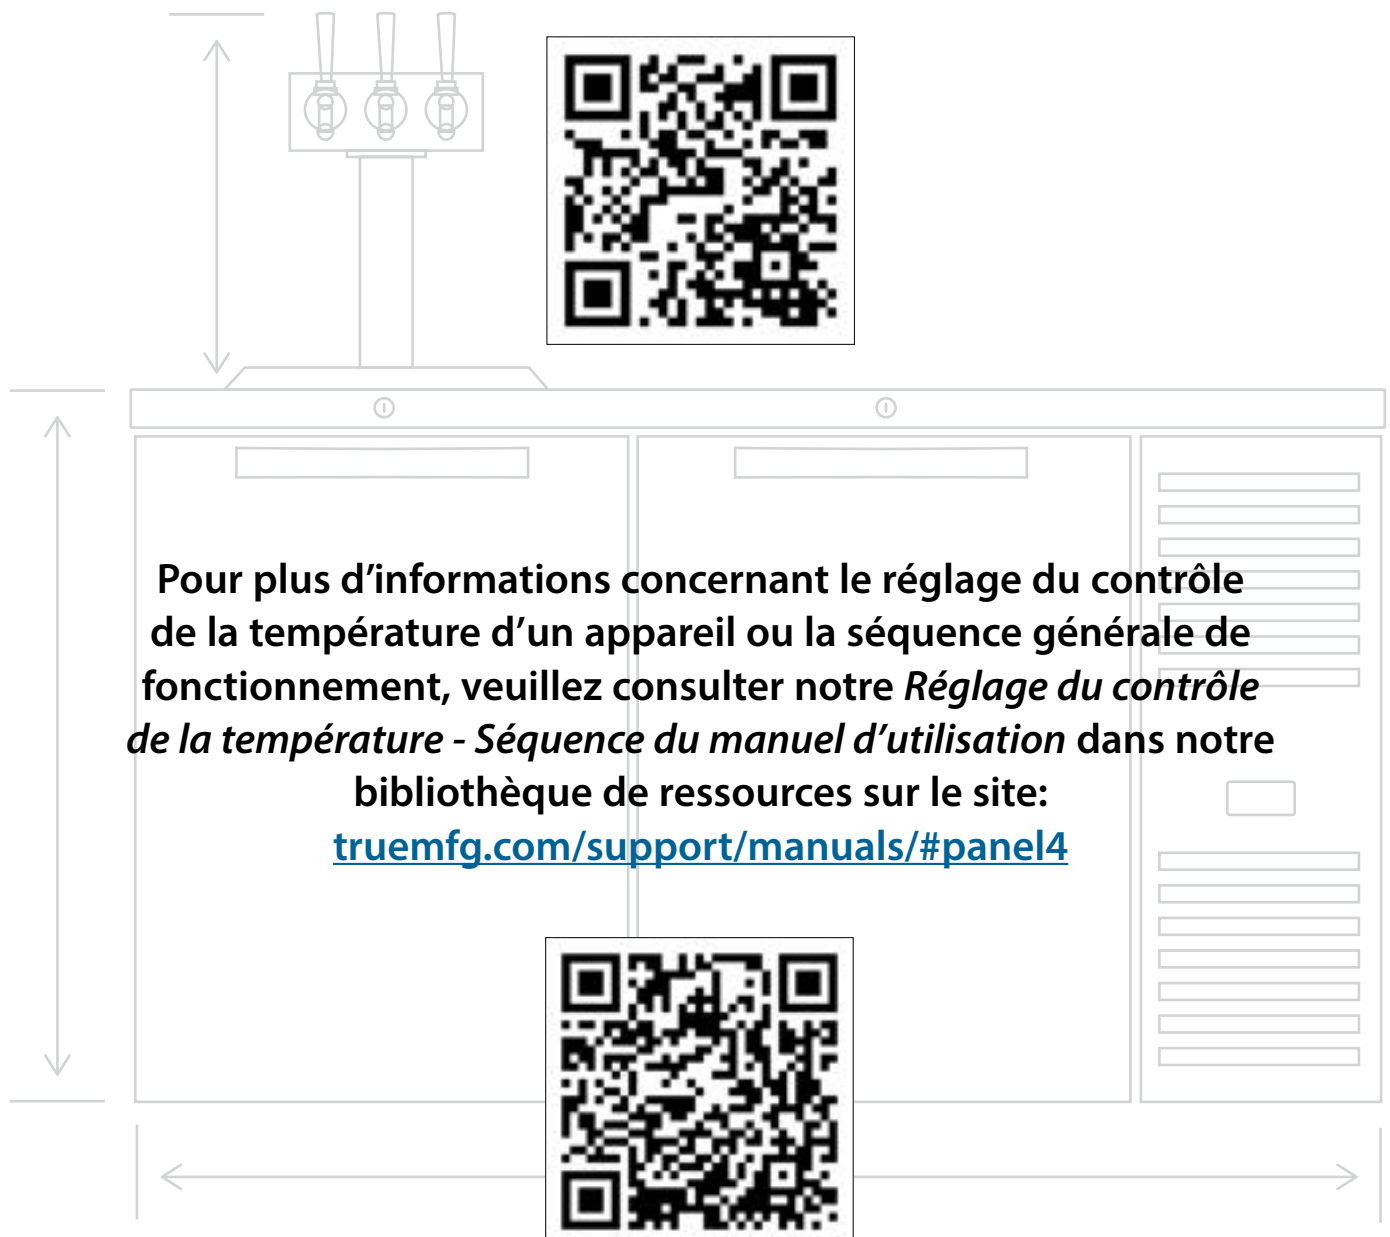 Pour plus d’informations concernant le réglage du contrôle
de la température d’un appareil ou la séquence générale de
fonctionnement, veuillez consulter notre Réglage du contrôle
de la température - Séquence du manuel d’utilisation dans notre
bibliothèque de ressources sur le site:
truemfg.com/support/manuals/#panel4